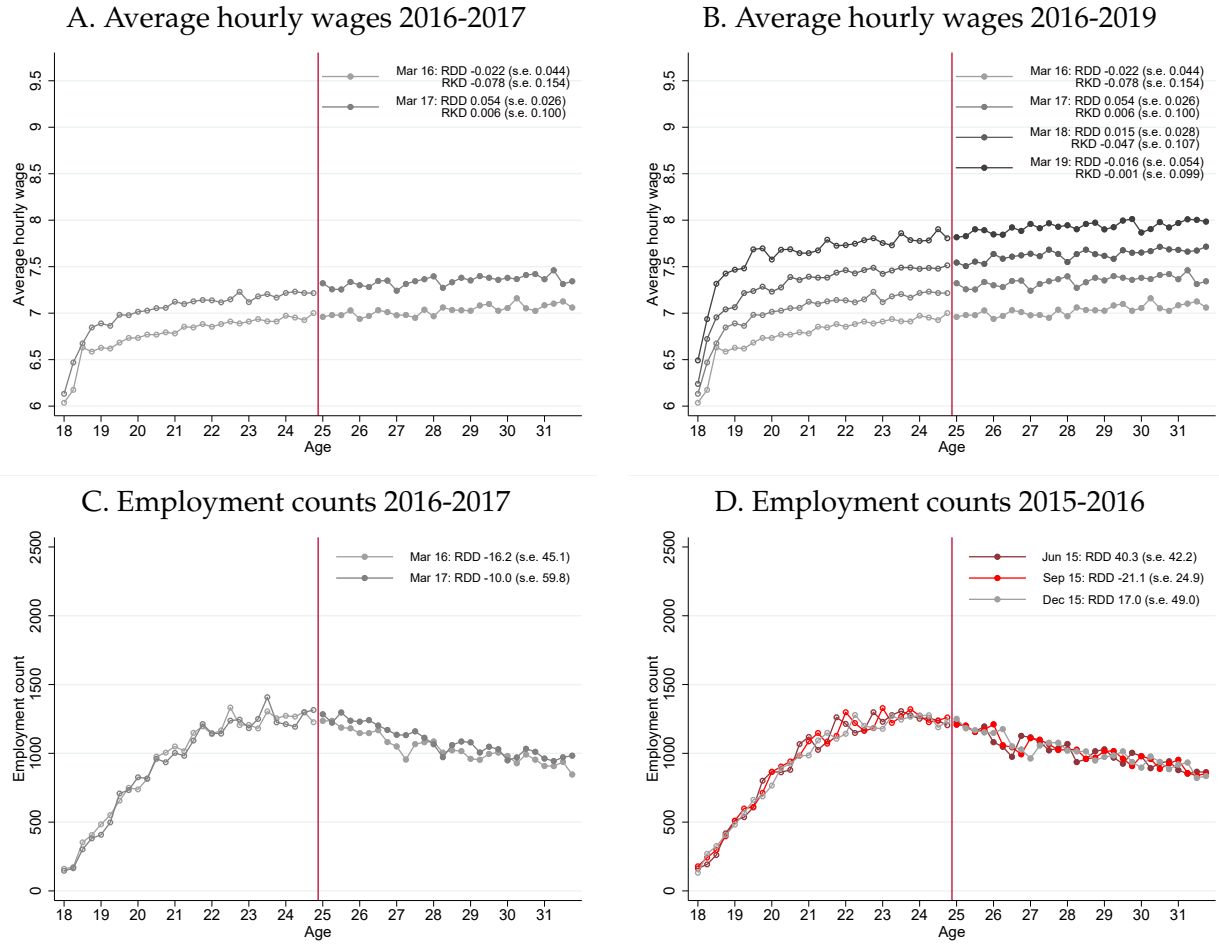 A. Average hourly wages 2016-2017
Mar 16: RDD -0.022 (s.e. 0.044)
RKD -0.078 (s.e. 0.154)
Mar 17: RDD 0.054 (s.e. 0.026)
RKD 0.006 (s.e. 0.100)
Average hourly wage
9.5
9
8.5
8
7.5
7
6.5
6
18 19 20 21 22 23 24 25 26 27 28 29 30 31
Age
B. Average hourly wages 2016-2019
Mar 16: RDD -0.022 (s.e. 0.044)
RKD -0.078 (s.e. 0.154)
Mar 17: RDD 0.054 (s.e. 0.026)
RKD 0.006 (s.e. 0.100)
Mar 18: RDD 0.015 (s.e. 0.028)
RKD -0.047 (s.e. 0.107)
Mar 19: RDD -0.016 (s.e. 0.054)
RKD -0.001 (s.e. 0.099)
Average hourly wage
9.5
9
8.5
8
7.5
7
6.5
6
18 19 20 21 22 23 24 25 26 27 28 29 30 31
Age
C. Employment counts 2016-2017
Mar 16: RDD -16.2 (s.e. 45.1)
Mar 17: RDD -10.0 (s.e. 59.8)
Employment count
2500
2000
1500
1000
500
0
18 19 20 21 22 23 24 25 26 27 28 29 30 31
Age
D. Employment counts 2015-2016
Jun 15: RDD 40.3 (s.e. 42.2)
Sep 15: RDD -21.1 (s.e. 24.9)
Dec 15: RDD 17.0 (s.e. 49.0)
Employment count
2500
2000
1500
1000
500
0
18 19 20 21 22 23 24 25 26 27 28 29 30 31
Age